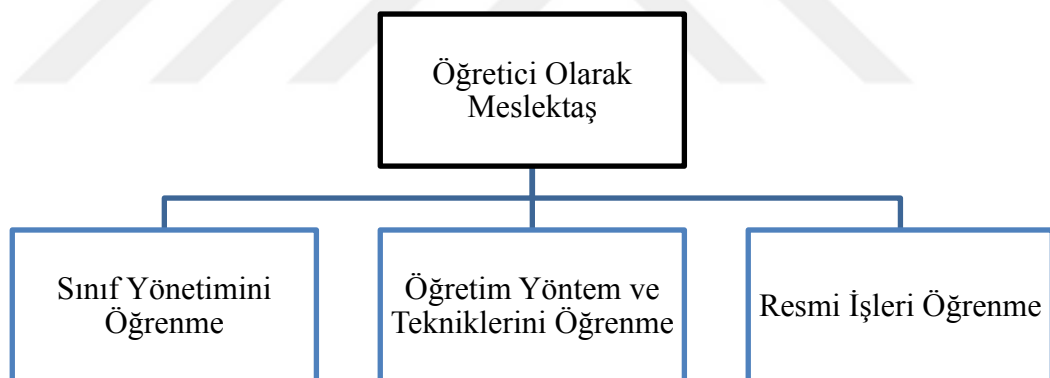 Öğretici Olarak
Meslektaş
Sınıf Yönetimini
Öğrenme
Öğretim Yöntem ve
Tekniklerini Öğrenme
Resmi İşleri Öğrenme